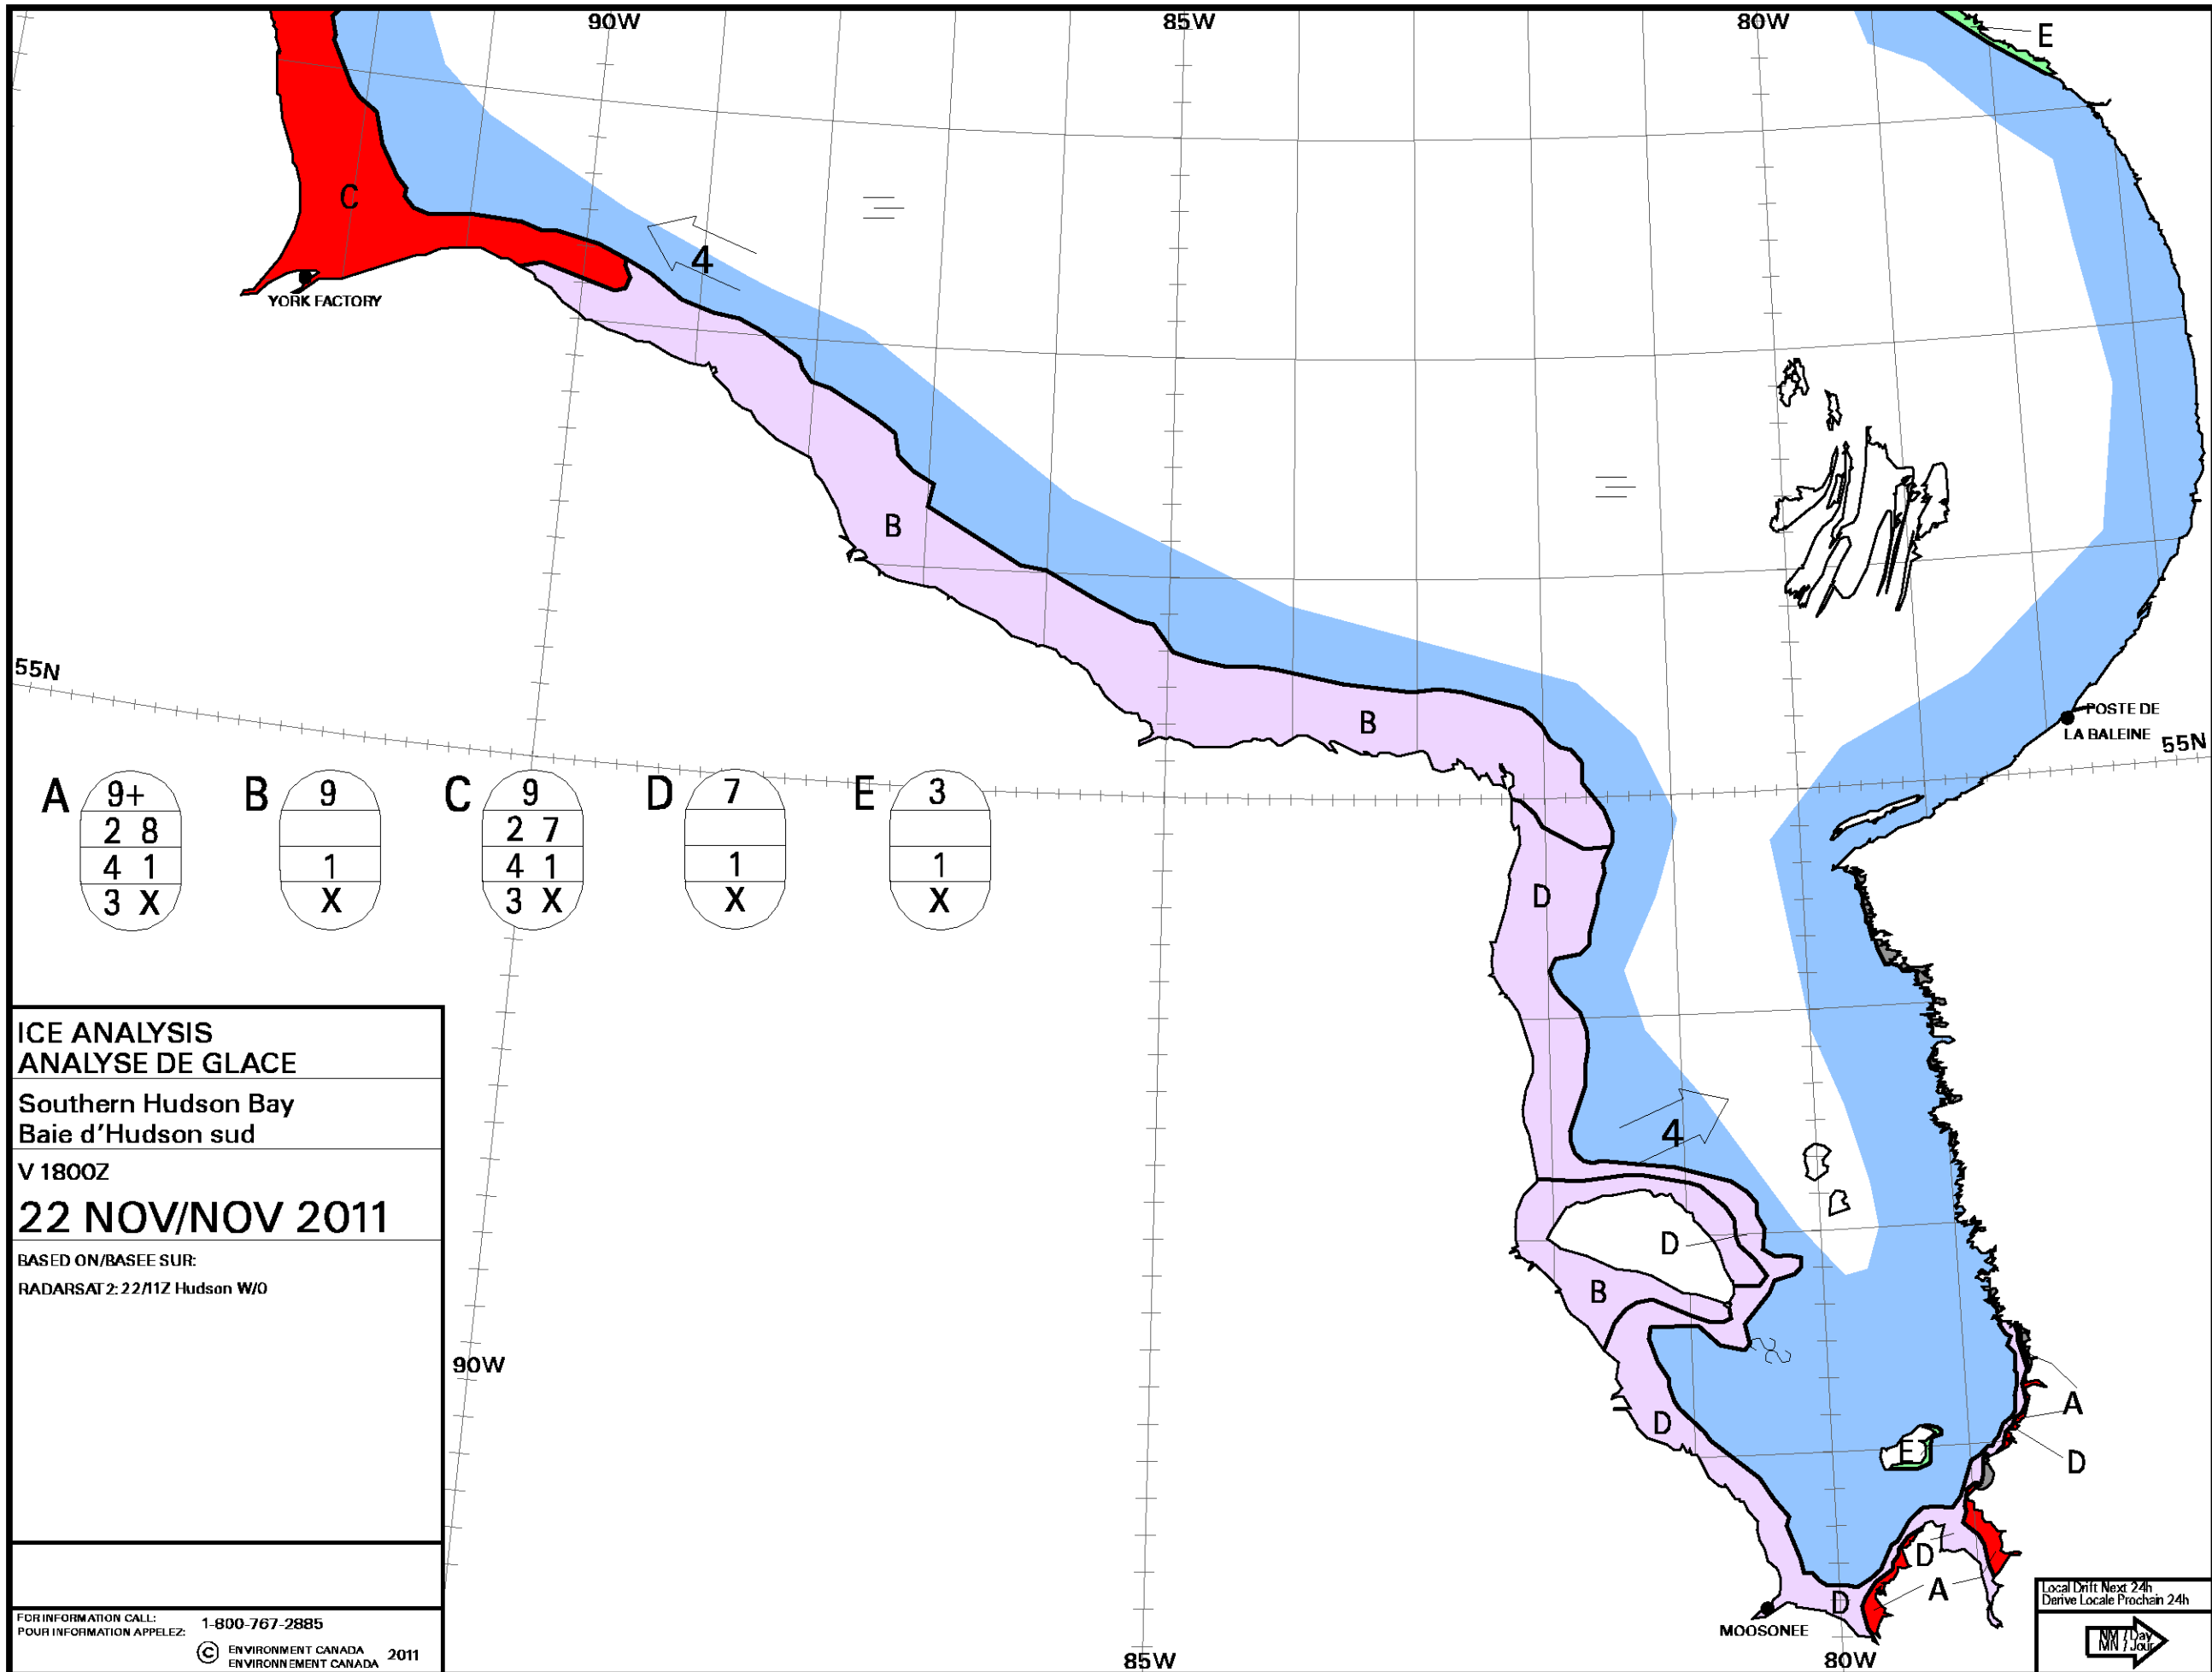 90W
85W
80W
E
C
4
YORK FACTORY
B
55N
B
POSTE DE
LA BALEINE
55N
A
9+
2 8
4 1
3 X
B
9
1
X
C
9
2 7
4 1
3 X
D
7
1
X
E
3
1
X
D
ICE ANALYSIS
ANALYSE DE GLACE
Southern Hudson Bay
Baie d'Hudson sud
V 1800Z
22 NOV/NOV 2011
BASED ON/BASEE SUR:
RADARSAT 2: 22/11Z Hudson W/O
4
D
B
90W
A
D
E
D
D
A
D
MOOSONEE
85W
80W
FOR INFORMATION CALL: 1-800-767-2885
POUR INFORMATION APPELEZ:
© ENVIRONMENT CANADA 2011
ENVIRONNEMENT CANADA
Local Drift Next 24h
Derive Locale Prochain 24h
NM / Day
MN / Jour